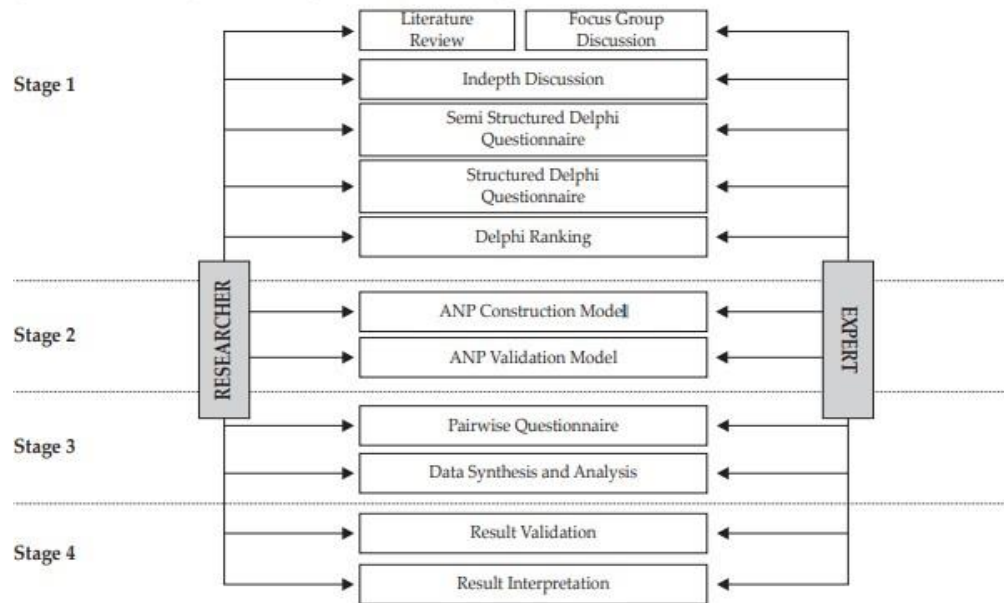 Literature
Review
Focus Group
Discussion
Stage 1
Indepth Discussion
Semi Structured Delphi
Questionnaire
Structured Delphi
Questionnaire
Delphi Ranking
RESEARCHER
EXPERT
Stage 2
ANP Construction Model
ANP Validation Model
Stage 3
Pairwise Questionnaire
Data Synthesis and Analysis
Stage 4
Result Validation
Result Interpretation